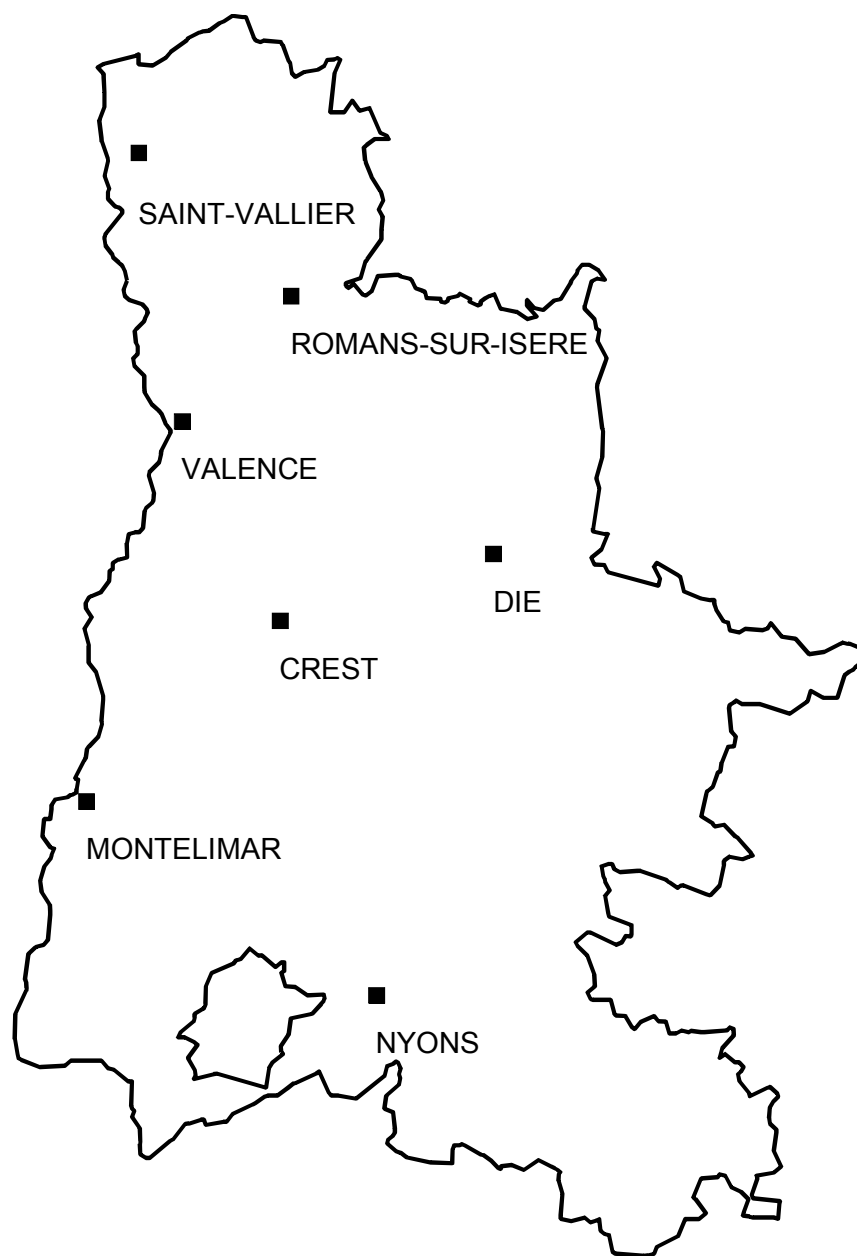 SAINT-VALLIER
ROMANS-SUR-ISERE
VALENCE
DIE
CREST
MONTELIMAR
NYONS